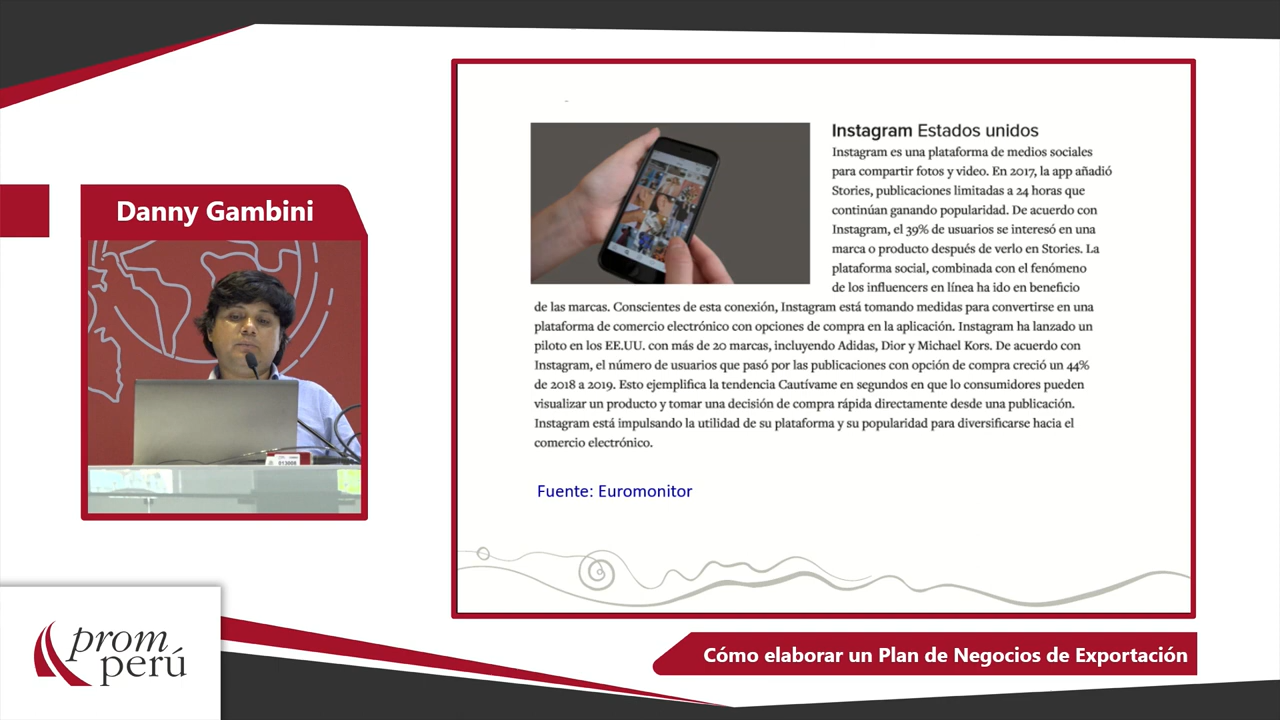 Danny Gambini
Instagram Estados unidos
Instagram es una plataforma de medios sociales
para compartir fotos y video. En 2017, la app añadió
Stories, publicaciones limitadas a 24 horas que
continúan ganando popularidad. De acuerdo con
Instagram, el 39% de usuarios se interesó en una
marca o producto después de verlo en Stories. La
plataforma social, combinada con el fenómeno
de los influencers en línea ha ido en beneficio
de las marcas. Conscientes de esta conexión, Instagram está tomando medidas para convertirse en una
plataforma de comercio electrónico con opciones de compra en la aplicación. Instagram ha lanzado un
piloto en los EE.UU. con más de 20 marcas, incluyendo Adidas, Dior y Michael Kors. De acuerdo con
Instagram, el número de usuarios que pasó por las publicaciones con opción de compra creció un 44%
de 2018 a 2019. Esto ejemplifica la tendencia Cautívame en segundos en que lo consumidores pueden
visualizar un producto y tomar una decisión de compra rápida directamente desde una publicación.
Instagram está impulsando la utilidad de su plataforma y su popularidad para diversificarse hacia el
comercio electrónico.
Fuente: Euromonitor
prom
perú
Cómo elaborar un Plan de Negocios de Exportación